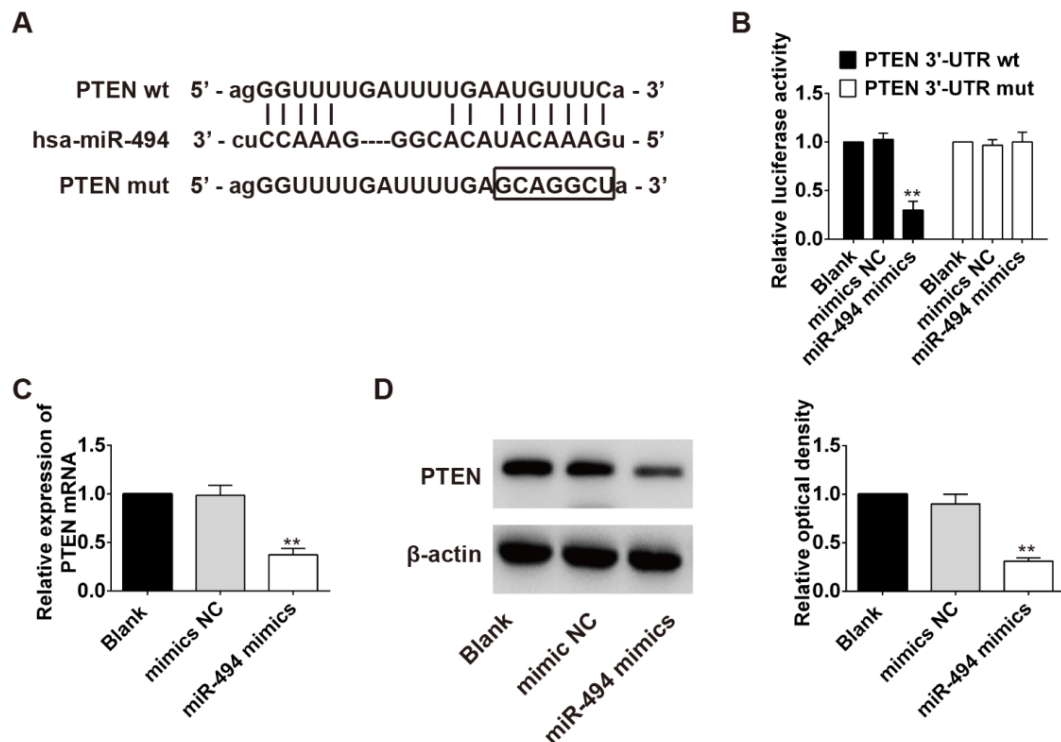 A
PTEN wt 5’ - agGGUUUUGAUUUUGAAUGUUUCa - 3’
hsa-miR-494 3’ - cuCCAAAG----GGCACAUACAAAGu - 5’
PTEN mut 5’ - agGGUUUUGAUUUUGAGCAGGCUa - 3’
B
PTEN 3'-UTR wt
PTEN 3'-UTR mut
Relative luciferase activity
1.5
1.0
0.5
0.0
**
Blank
mimics NC
miR-494 mimics
Blank
mimics NC
miR-494 mimics
C
Relative expression of
PTEN mRNA
1.5
1.0
0.5
0.0
**
Blank
mimics NC
miR-494 mimics
D
PTEN
β-actin
Blank
mimic NC
miR-494 mimics
Relative optical density
1.5
1.0
0.5
0.0
**
Blank
mimics NC
miR-494 mimics